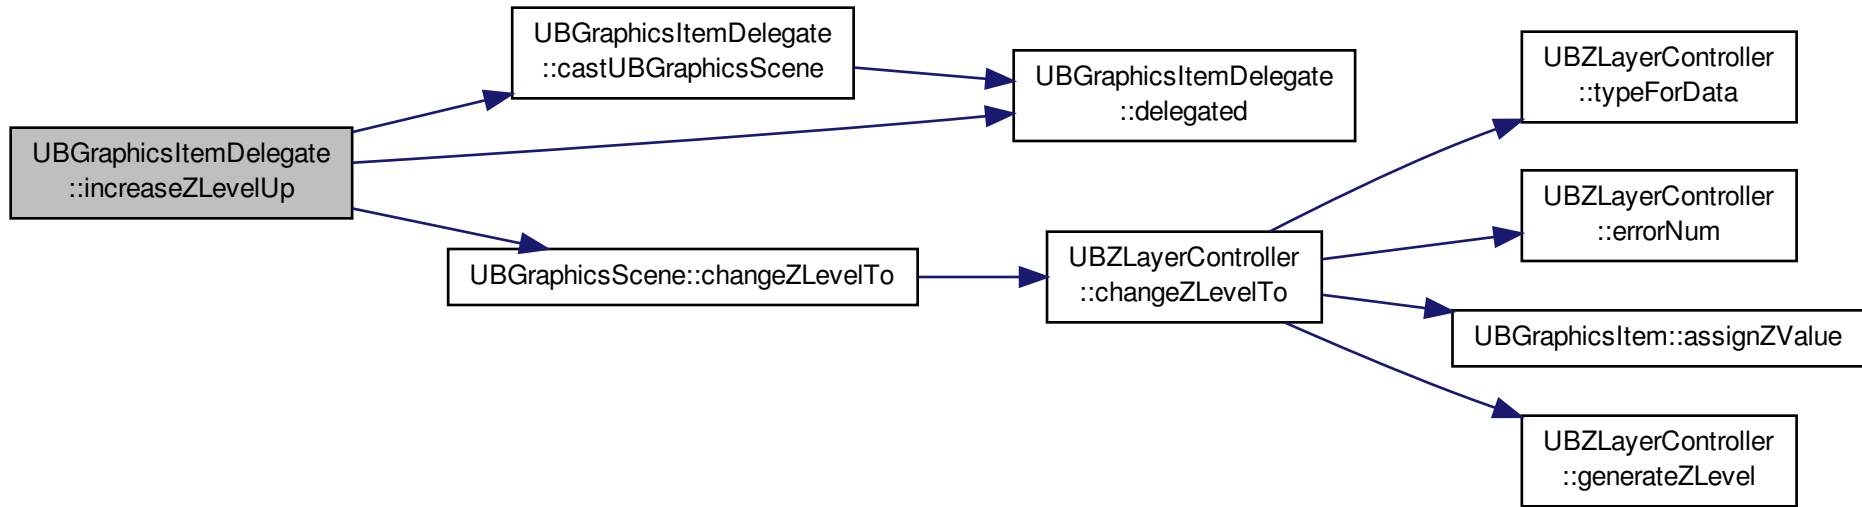 UBGraphicsItemDelegate
::increaseZLevelUp
UBGraphicsItemDelegate
::castUBGraphicsScene
UBGraphicsItemDelegate
::delegated
UBGraphicsScene::changeZLevelTo
UBZLayerController
::changeZLevelTo
UBZLayerController
::typeForData
UBZLayerController
::errorNum
UBGraphicsItem::assignZValue
UBZLayerController
::generateZLevel